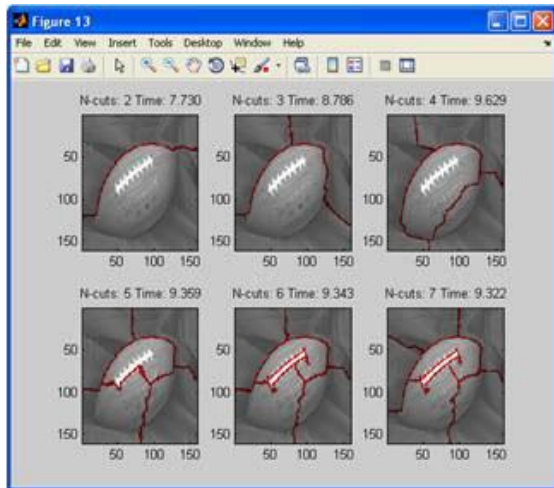 Figure 13
File Edit View Insert Tools Desktop Window Help
N-cuts: 2 Time: 7.730
N-cuts: 3 Time: 8.786
N-cuts: 4 Time: 9.629
50
100
150
50 100 150
50
100
150
50 100 150
50
100
150
50 100 150
N-cuts: 5 Time: 9.359
N-cuts: 6 Time: 9.343
N-cuts: 7 Time: 9.322
50
100
150
50 100 150
50
100
150
50 100 150
50
100
150
50 100 150